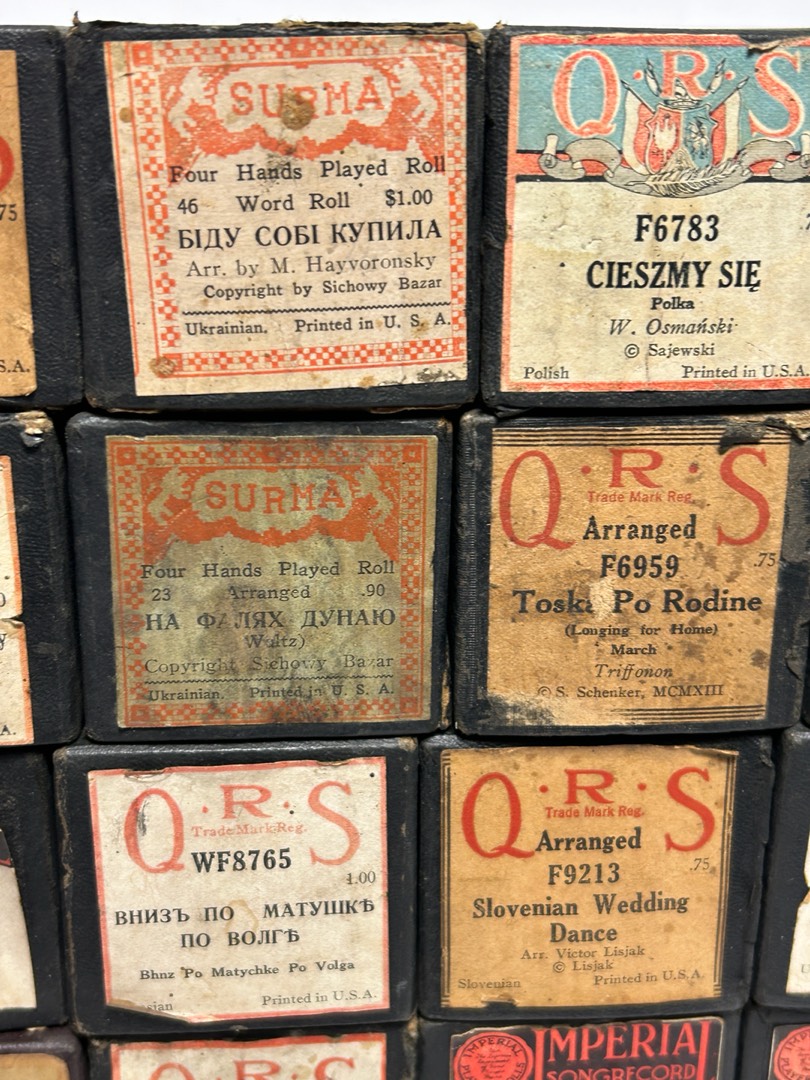 75
S.A.
SURMA
Four Hands Played Roll
46 Word Roll $1.00
БІДУ СОБІ КУПИЛА
Arr. by M. Hayvoronsky
Copyright by Sichowy Bazar
Ukrainian. Printed in U. S. A.
Q·R·S
F6783
CIESZMY SIĘ
Polka
W. Osmański
© Sajewski
Polish Printed in U.S.A.
SURMA
Four Hands Played Roll
23 Arranged .90
НА ФАЛЯХ ДУНАЮ
Waltz)
Copyright Sichowy Bazar
Ukrainian. Printed in U. S. A.
Q·R·S
Trade Mark Reg.
Arranged
F6959
.75
Toska Po Rodine
(Longing for Home)
March
Triffonon
© S. Schenker, MCMXIII
Q·R·S
Trade Mark Reg.
WF8765
1.00
ВНИЗЪ ПО МАТУШКѢ
ПО ВОЛГѢ
Bhnz Po Matychke Po Volga
sian Printed in U.S.A.
Q·R·S
Trade Mark Reg.
Arranged
F9213
.75
Slovenian Wedding
Dance
Arr. Victor Lisjak
© Lisjak
Slovenian Printed in U.S.A.
Q·R·S
IMPERIAL
IMPERIAL
SONGRECORD